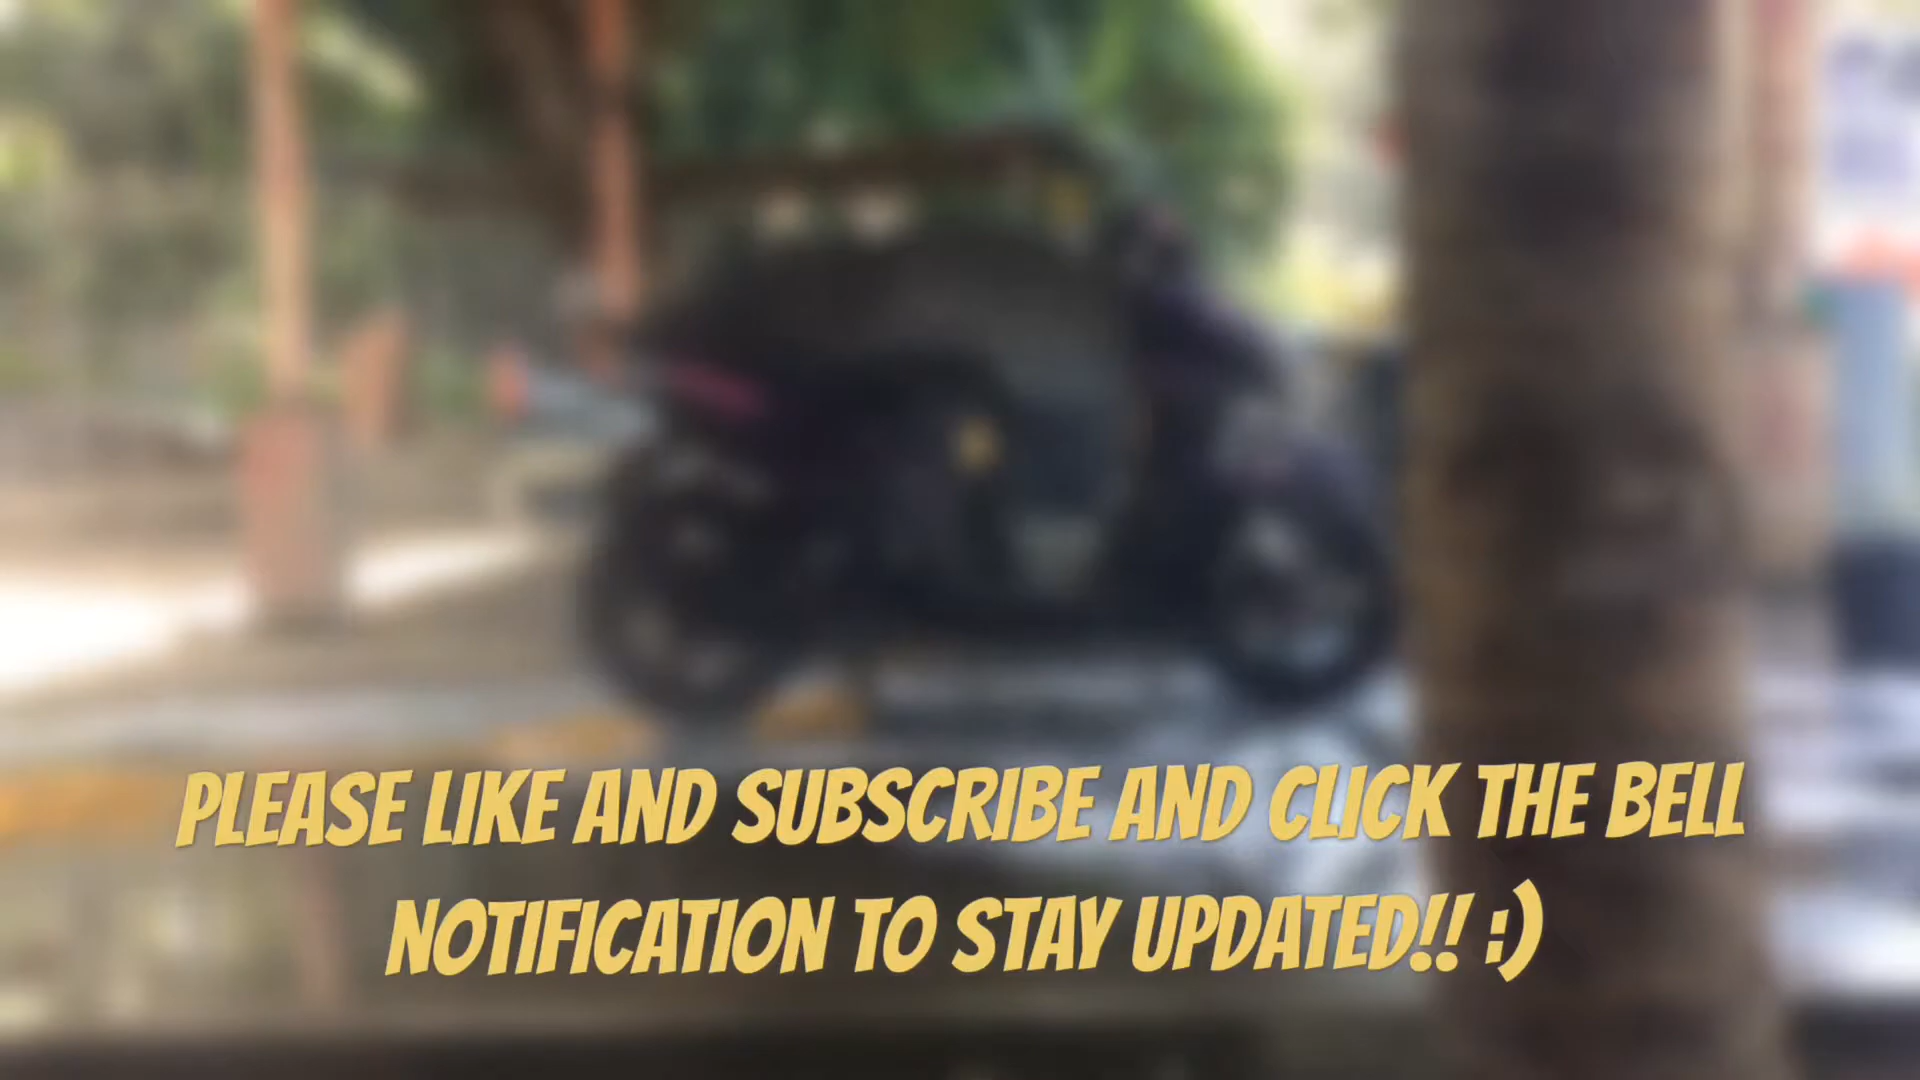 PLEASE LIKE AND SUBSCRIBE AND CLICK THE BELL
NOTIFICATION TO STAY UPDATED!! :)